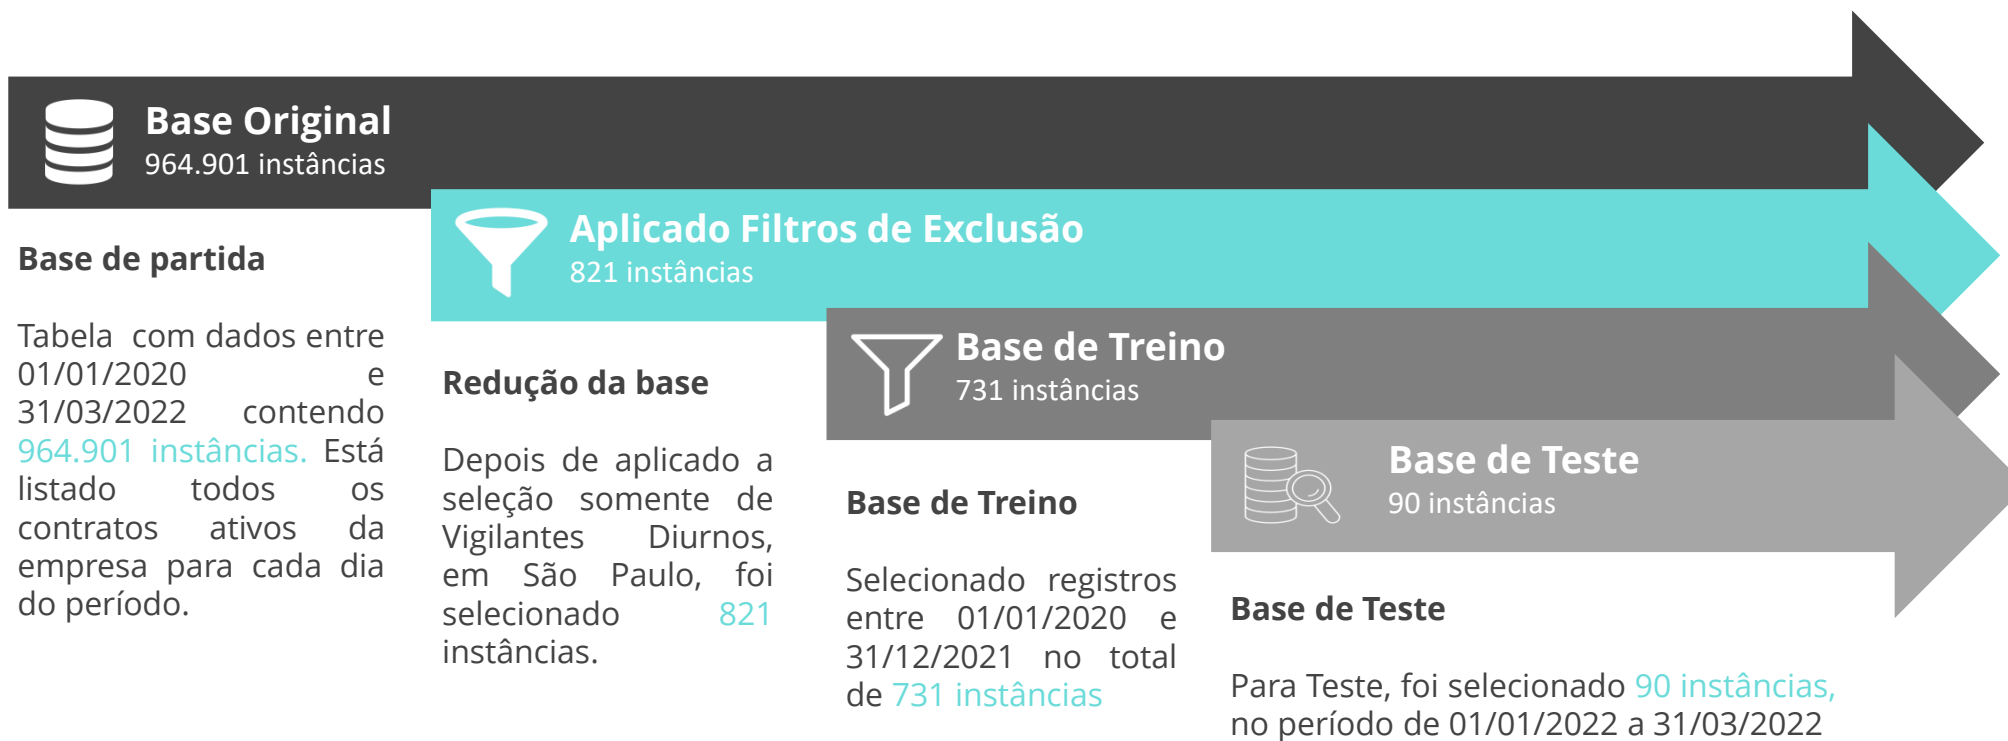 Base Original
964.901 instâncias
Base de partida
Tabela com dados entre
01/01/2020 e
31/03/2022 contendo
964.901 instâncias. Está
listado todos os
contratos ativos da
empresa para cada dia
do período.
Aplicado Filtros de Exclusão
821 instâncias
Redução da base
Depois de aplicado a
seleção somente de
Vigilantes Diurnos,
em São Paulo, foi
selecionado 821
instâncias.
Base de Treino
731 instâncias
Base de Treino
Selecionado registros
entre 01/01/2020 e
31/12/2021 no total
de 731 instâncias
Base de Teste
90 instâncias
Base de Teste
Para Teste, foi selecionado 90 instâncias,
no período de 01/01/2022 a 31/03/2022